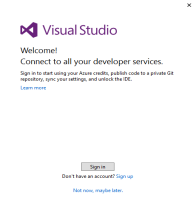 Visual Studio
Welcome!
Connect to all your developer services.
Sign in to start using your Azure credits, publish code to a private Git
repository, sync your settings, and unlock the IDE.
Learn more
Sign in
Don't have an account? Sign up
Not now, maybe later.